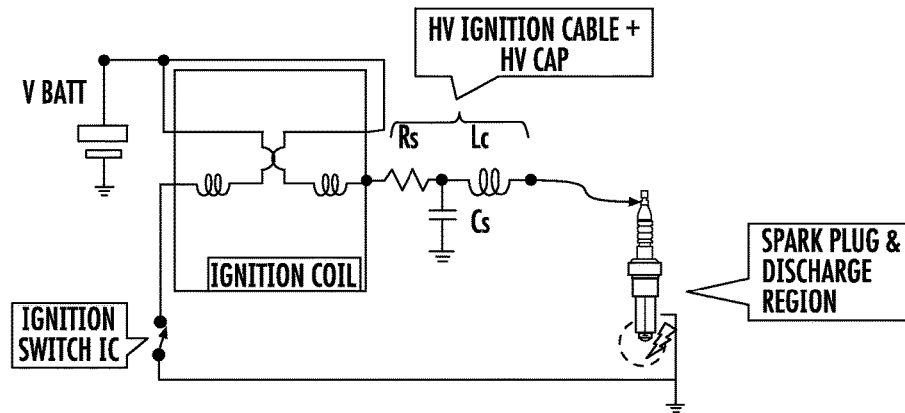 HV IGNITION CABLE +
HV CAP
V BATT
Rs
Lc
Cs
IGNITION COIL
SPARK PLUG &
DISCHARGE
REGION
IGNITION
SWITCH IC